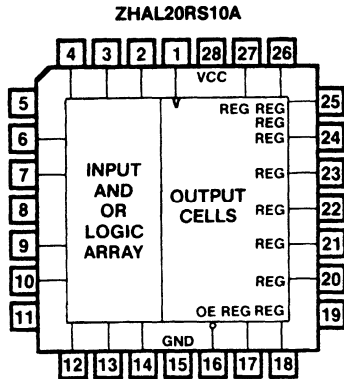 ZHAL20RS10A
4 3 2 1 28 27 26
VCC
5 25
REG REG
REG
6 REG 24
INPUT AND OR LOGIC ARRAY
OUTPUT CELLS
7 REG 23
8 REG 22
9 REG 21
10 REG 20
11 OE REG REG 19
GND
12 13 14 15 16 17 18